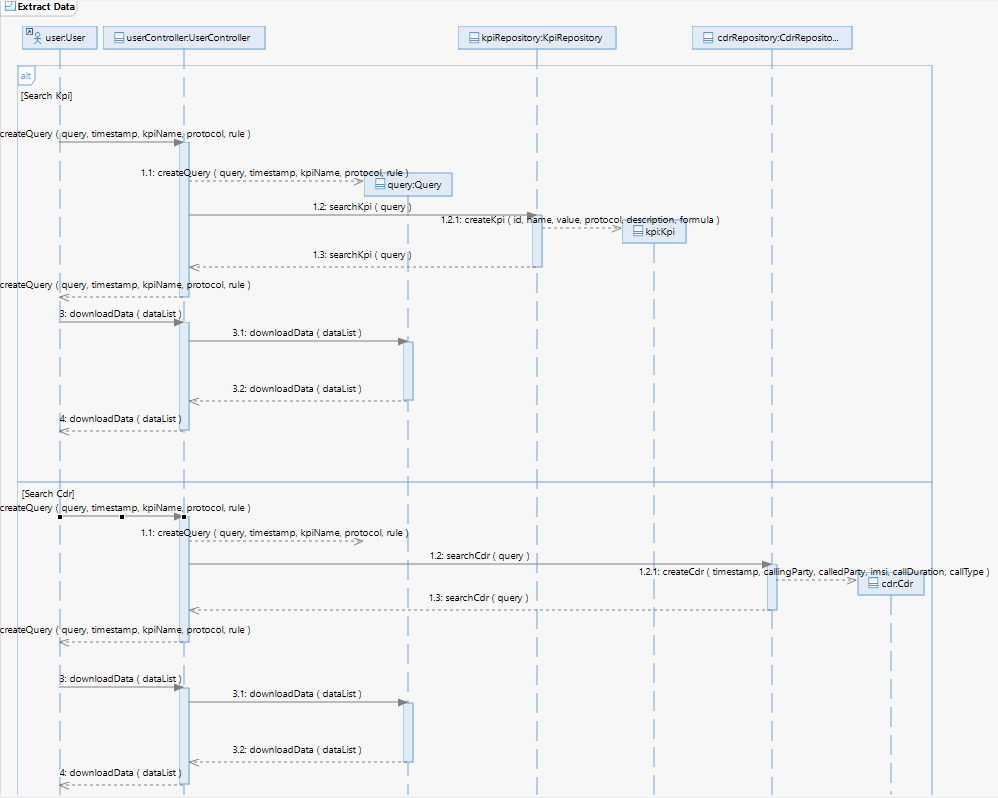 Extract Data
user:User
userController:UserController
kpiRepository:KpiRepository
cdrRepository:CdrReposito...
alt
[Search Kpi]
createQuery ( query, timestamp, kpiName, protocol, rule )
1.1: createQuery ( query, timestamp, kpiName, protocol, rule )
query:Query
1.2: searchKpi ( query )
1.2.1: createKpi ( id, name, value, protocol, description, formula )
kpi:Kpi
1.3: searchKpi ( query )
createQuery ( query, timestamp, kpiName, protocol, rule )
3: downloadData ( dataList )
3.1: downloadData ( dataList )
3.2: downloadData ( dataList )
4: downloadData ( dataList )
[Search Cdr]
createQuery ( query, timestamp, kpiName, protocol, rule )
1.1: createQuery ( query, timestamp, kpiName, protocol, rule )
1.2: searchCdr ( query )
1.2.1: createCdr ( timestamp, callingParty, calledParty, imsi, callDuration, callType )
cdr:Cdr
1.3: searchCdr ( query )
createQuery ( query, timestamp, kpiName, protocol, rule )
3: downloadData ( dataList )
3.1: downloadData ( dataList )
3.2: downloadData ( dataList )
4: downloadData ( dataList )